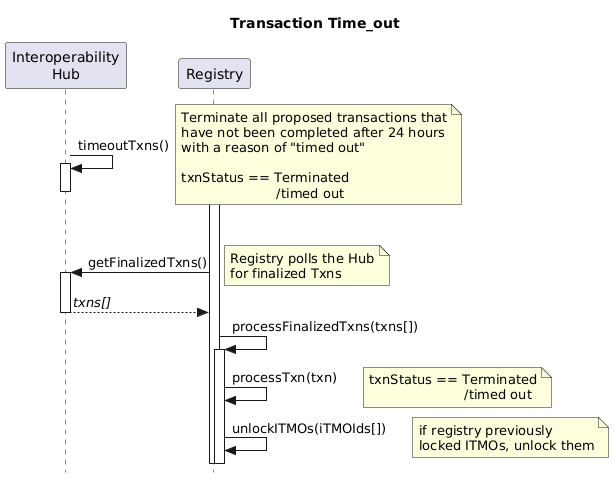 Transaction Time_out
Interoperability
Hub
Registry
Terminate all proposed transactions that
have not been completed after 24 hours
with a reason of "timed out"
txnStatus == Terminated
/timed out
timeoutTxns()
Registry polls the Hub
for finalized Txns
getFinalizedTxns()
txns[]
processFinalizedTxns(txns[])
processTxn(txn)
txnStatus == Terminated
/timed out
unlockITMOs(iTMOIds[])
if registry previously
locked ITMOs, unlock them